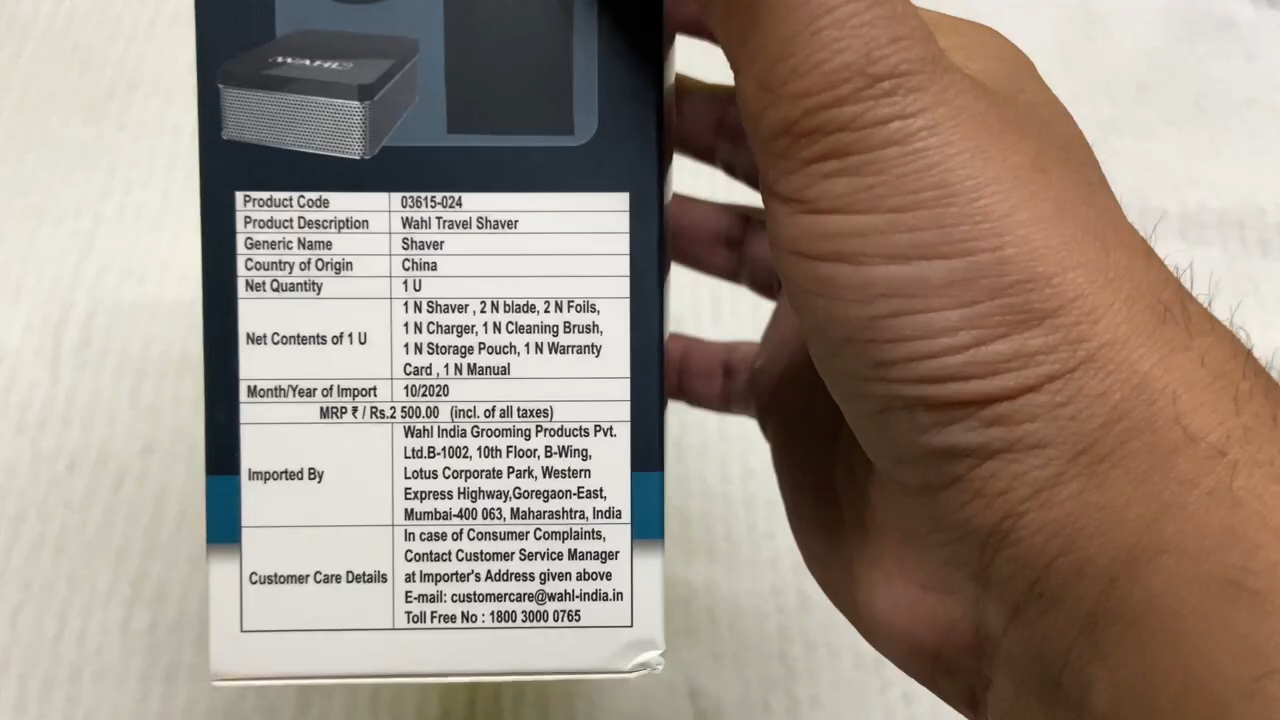 WAHL
Product Code 03615-024
Product Description Wahl Travel Shaver
Generic Name Shaver
Country of Origin China
Net Quantity 1 U
Net Contents of 1 U 1 N Shaver , 2 N blade, 2 N Foils,
1 N Charger, 1 N Cleaning Brush,
1 N Storage Pouch, 1 N Warranty
Card , 1 N Manual
Month/Year of Import 10/2020
MRP ₹ / Rs.2 500.00 (incl. of all taxes)
Imported By Wahl India Grooming Products Pvt.
Ltd.B-1002, 10th Floor, B-Wing,
Lotus Corporate Park, Western
Express Highway,Goregaon-East,
Mumbai-400 063, Maharashtra, India
Customer Care Details In case of Consumer Complaints,
Contact Customer Service Manager
at Importer's Address given above
E-mail: customercare@wahl-india.in
Toll Free No : 1800 3000 0765